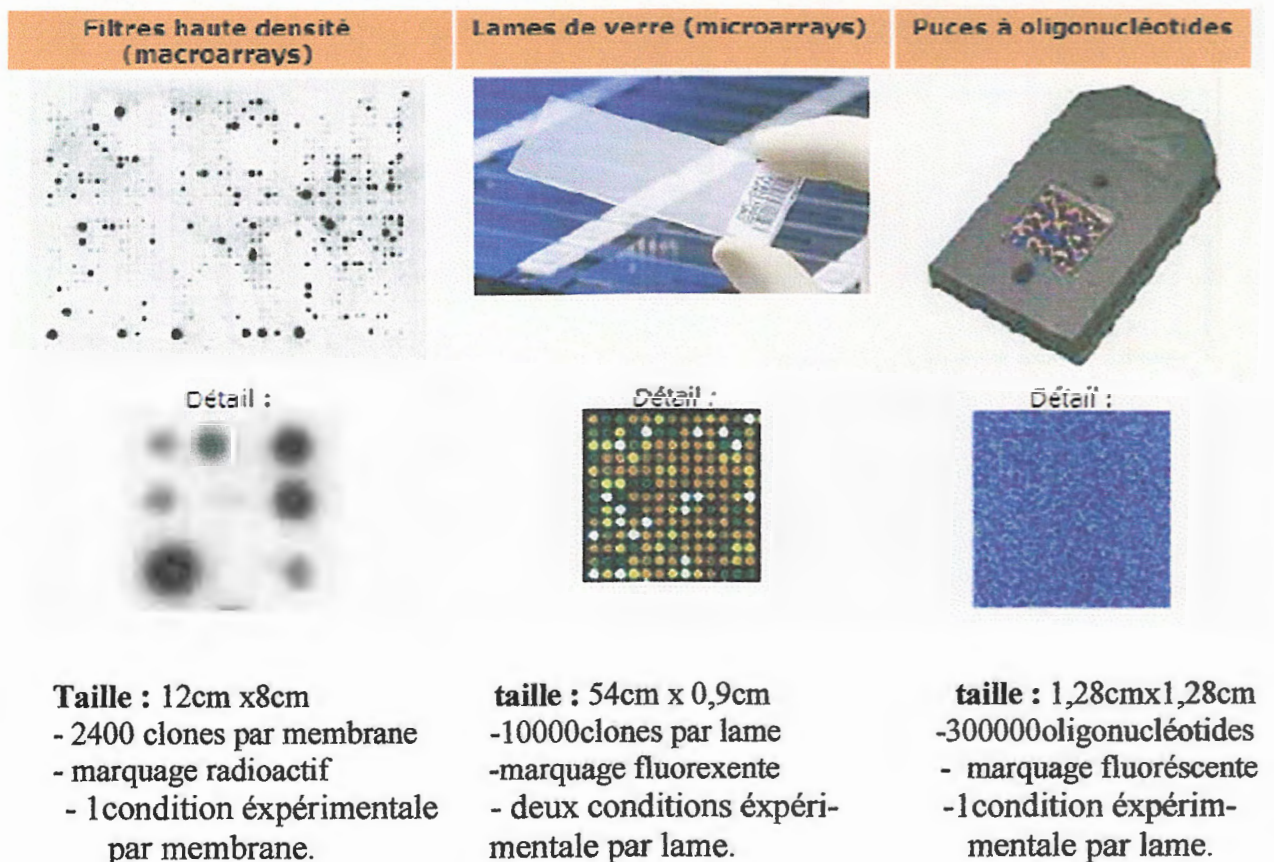 Filtres haute densité
(macroarrays)
Lames de verre (microarrays)
Puces à oligonucléotides
Détail :
Détail :
Détail :
Taille : 12cm x8cm
- 2400 clones par membrane
- marquage radioactif
- 1condition éxpérimentale
par membrane.
taille : 54cm x 0,9cm
-10000clones par lame
-marquage fluorexente
- deux conditions éxpéri-
mentale par lame.
taille : 1,28cmx1,28cm
-300000oligonucléotides
- marquage fluoréscente
-1condition éxpérim-
mentale par lame.